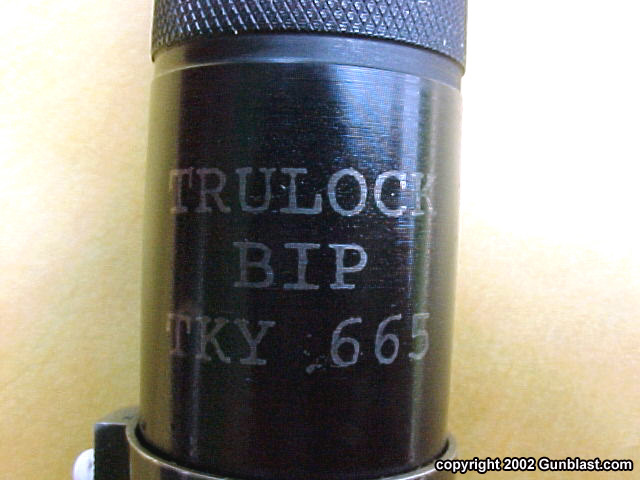 TRULOCK
BIP
TKY .665
copyright 2002 Gunblast.com